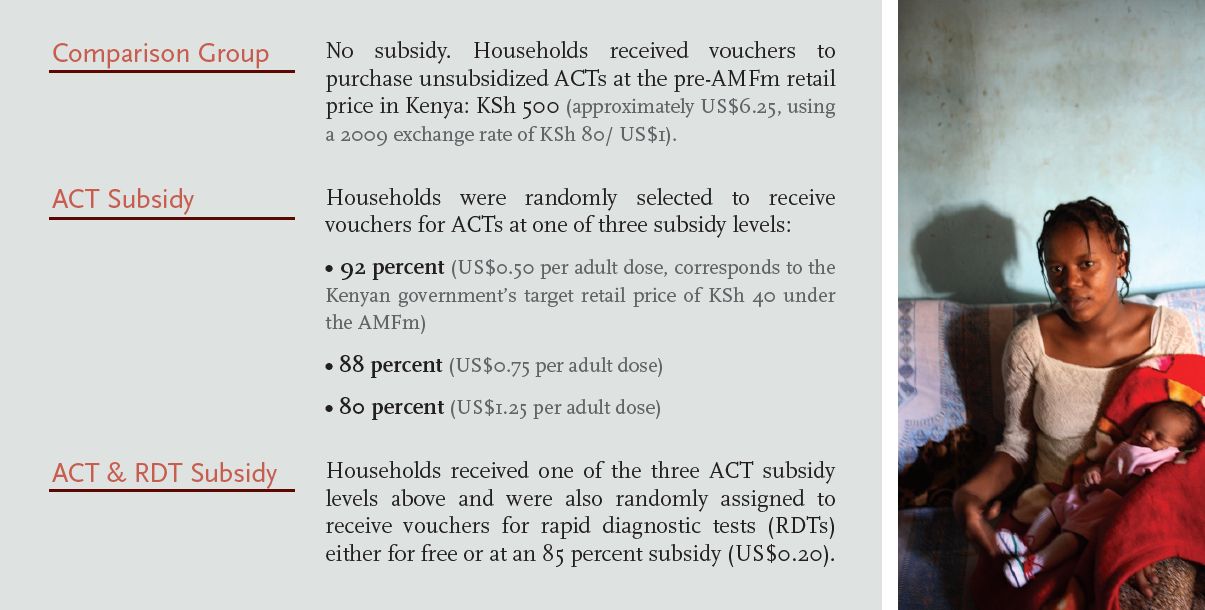 Comparison Group
No subsidy. Households received vouchers to
purchase unsubsidized ACTs at the pre-AMFm retail
price in Kenya: KSh 500 (approximately US$6.25, using
a 2009 exchange rate of KSh 80/ US$1).
ACT Subsidy
Households were randomly selected to receive
vouchers for ACTs at one of three subsidy levels:
• 92 percent (US$0.50 per adult dose, corresponds to the
Kenyan government's target retail price of KSh 40 under
the AMFm)
• 88 percent (US$0.75 per adult dose)
• 80 percent (US$1.25 per adult dose)
ACT & RDT Subsidy
Households received one of the three ACT subsidy
levels above and were also randomly assigned to
receive vouchers for rapid diagnostic tests (RDTs)
either for free or at an 85 percent subsidy (US$0.20).